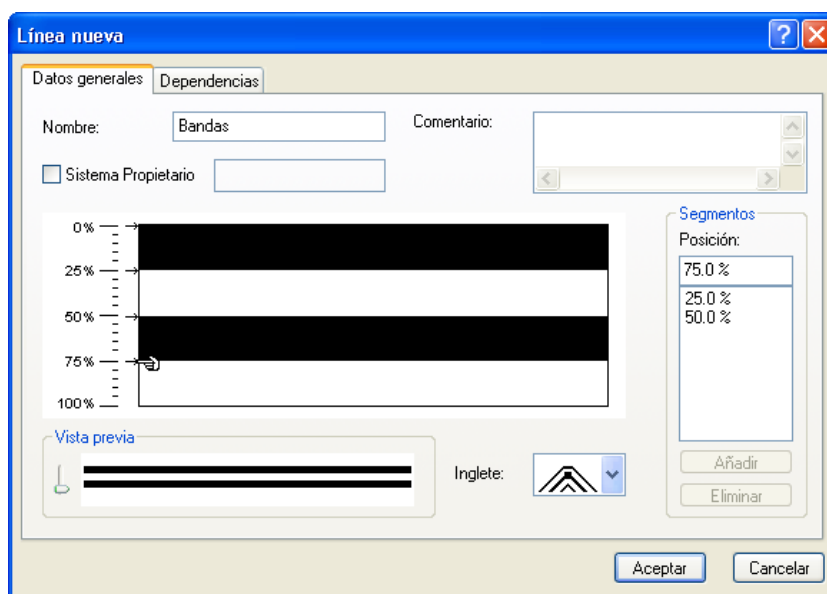 Línea nueva
Datos generales
Dependencias
Nombre:
Bandas
Comentario:
Sistema Propietario
0%
25%
50%
75%
100%
Segmentos
Posición:
75.0 %
25.0 %
50.0 %
Añadir
Eliminar
Vista previa
Inglete:
Aceptar
Cancelar